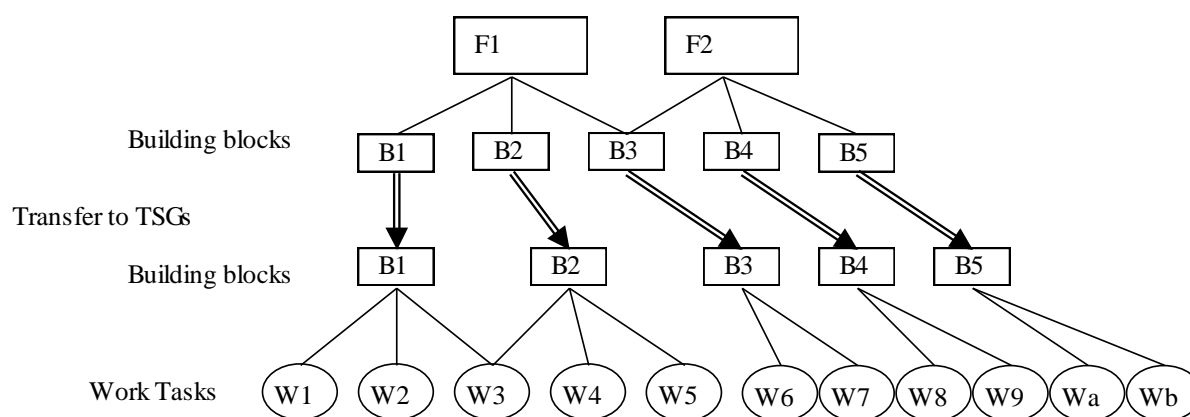 F1 F2
Building blocks B1 B2 B3 B4 B5
Transfer to TSGs
Building blocks B1 B2 B3 B4 B5
Work Tasks W1 W2 W3 W4 W5 W6 W7 W8 W9 Wa Wb